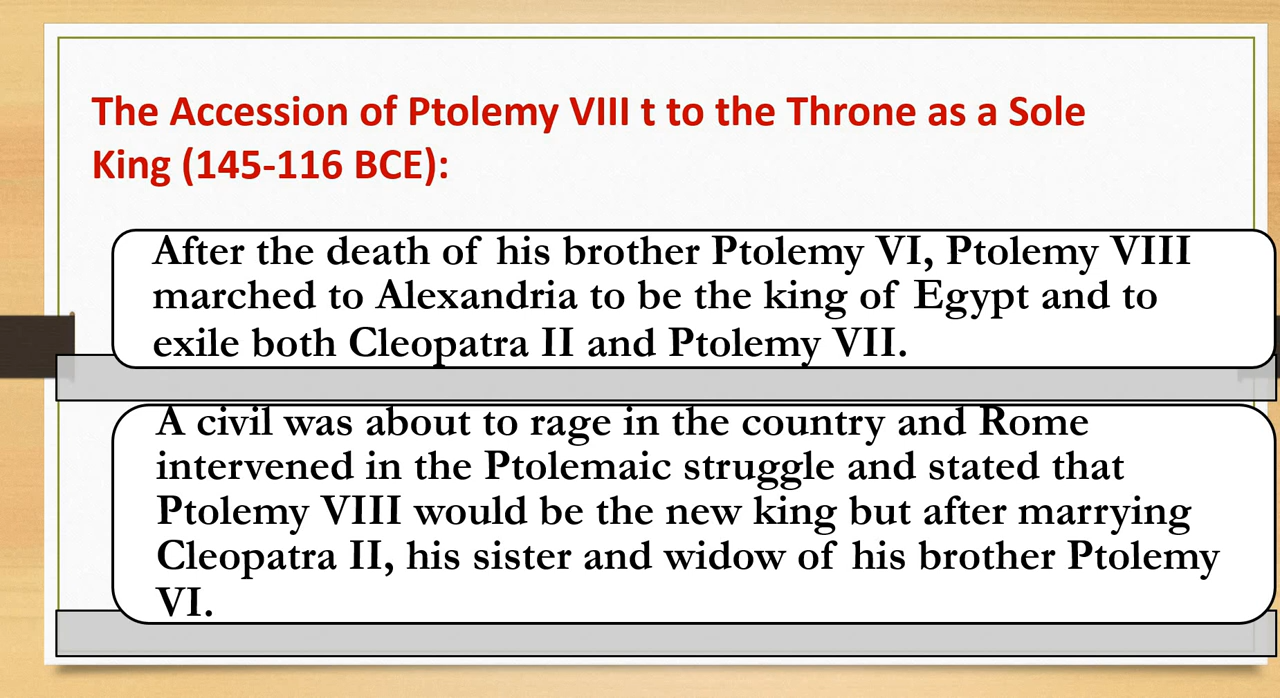 The Accession of Ptolemy VIII t to the Throne as a Sole
King (145-116 BCE):
After the death of his brother Ptolemy VI, Ptolemy VIII
marched to Alexandria to be the king of Egypt and to
exile both Cleopatra II and Ptolemy VII.
A civil was about to rage in the country and Rome
intervened in the Ptolemaic struggle and stated that
Ptolemy VIII would be the new king but after marrying
Cleopatra II, his sister and widow of his brother Ptolemy
VI.